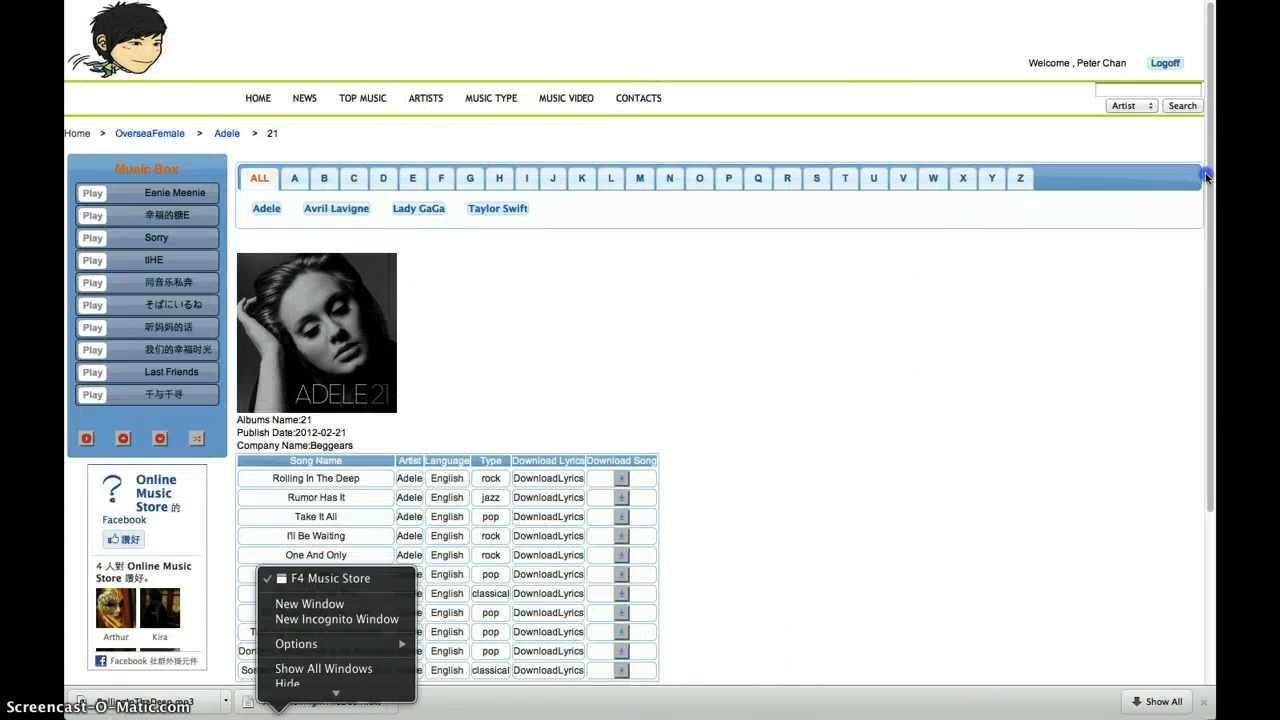 Welcome , Peter Chan Logoff
HOME NEWS TOP MUSIC ARTISTS MUSIC TYPE MUSIC VIDEO CONTACTS
Artist Search
Home > OverseaFemale > Adele > 21
Music Box
Play Eenie Meenie
Play 幸福的糖E
Play Sorry
Play tiHE
Play 同音乐私奔
Play そばにいるね
Play 听妈妈的话
Play 我们的幸福时光
Play Last Friends
Play 千与千寻
ALL A B C D E F G H I J K L M N O P Q R S T U V W X Y Z
Adele Avril Lavigne Lady GaGa Taylor Swift
ADELE 21
Albums Name:21
Publish Date:2012-02-21
Company Name:Beggears
Song Name Artist Language Type Download Lyrics Download Song
Rolling In The Deep Adele English rock DownloadLyrics
Rumor Has It Adele English jazz DownloadLyrics
Take It All Adele English pop DownloadLyrics
I'll Be Waiting Adele English rock DownloadLyrics
One And Only Adele English rock DownloadLyrics
English pop DownloadLyrics
English classical DownloadLyrics
English pop DownloadLyrics
English pop DownloadLyrics
English pop DownloadLyrics
English classical DownloadLyrics
Online
Music
Store 的
Facebook
讚好
4 人對 Online Music
Store 讚好。
Arthur Kira
Facebook 社群外掛元件
✓ F4 Music Store
New Window
New Incognito Window
Options
Show All Windows
Hide
Show All
Screencast-O-Matic.com